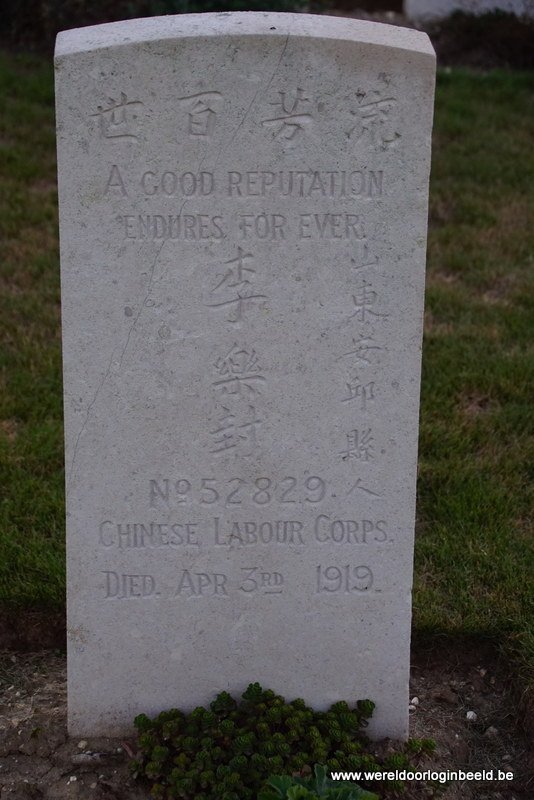 流芳百世
A GOOD REPUTATION
ENDURES FOR EVER.
山東安邱縣人
李樂封
No 52829.
CHINESE LABOUR CORPS.
DIED. APR 3RD 1919.
www.wereldoorloginbeeld.be